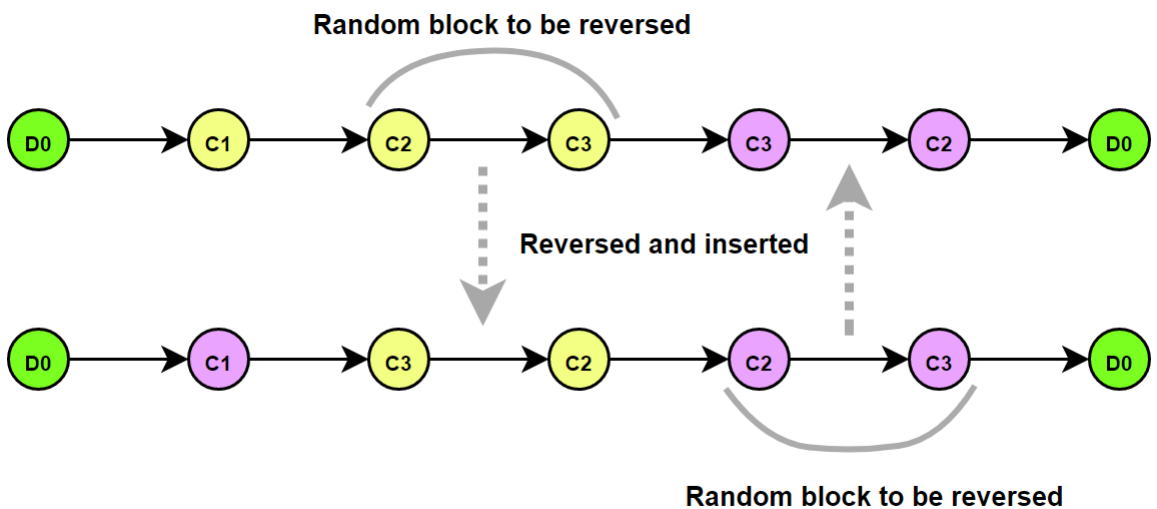 Random block to be reversed
D0 C1 C2 C3 C3 C2 D0
Reversed and inserted
D0 C1 C3 C2 C2 C3 D0
Random block to be reversed